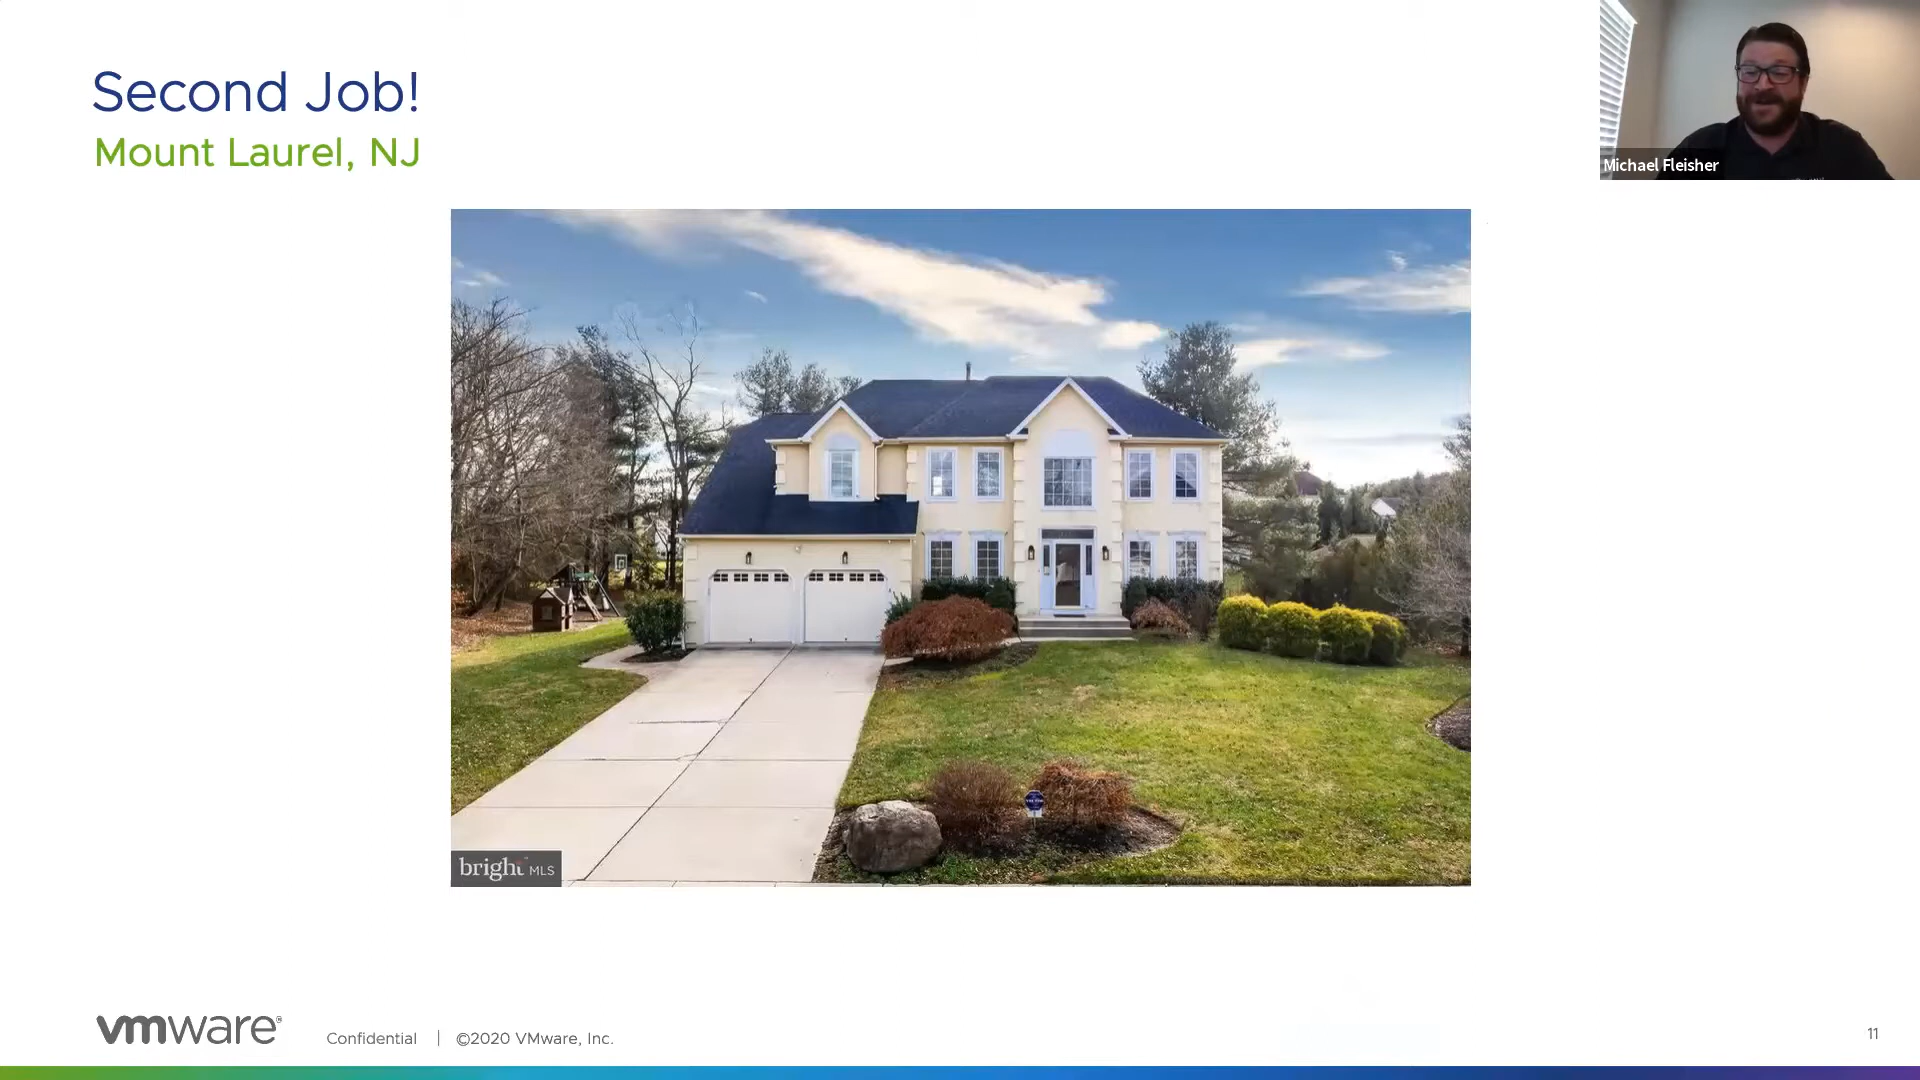 Second Job!
Mount Laurel, NJ
Michael Fleisher
bright MLS
vmware®
Confidential | ©2020 VMware, Inc.
11